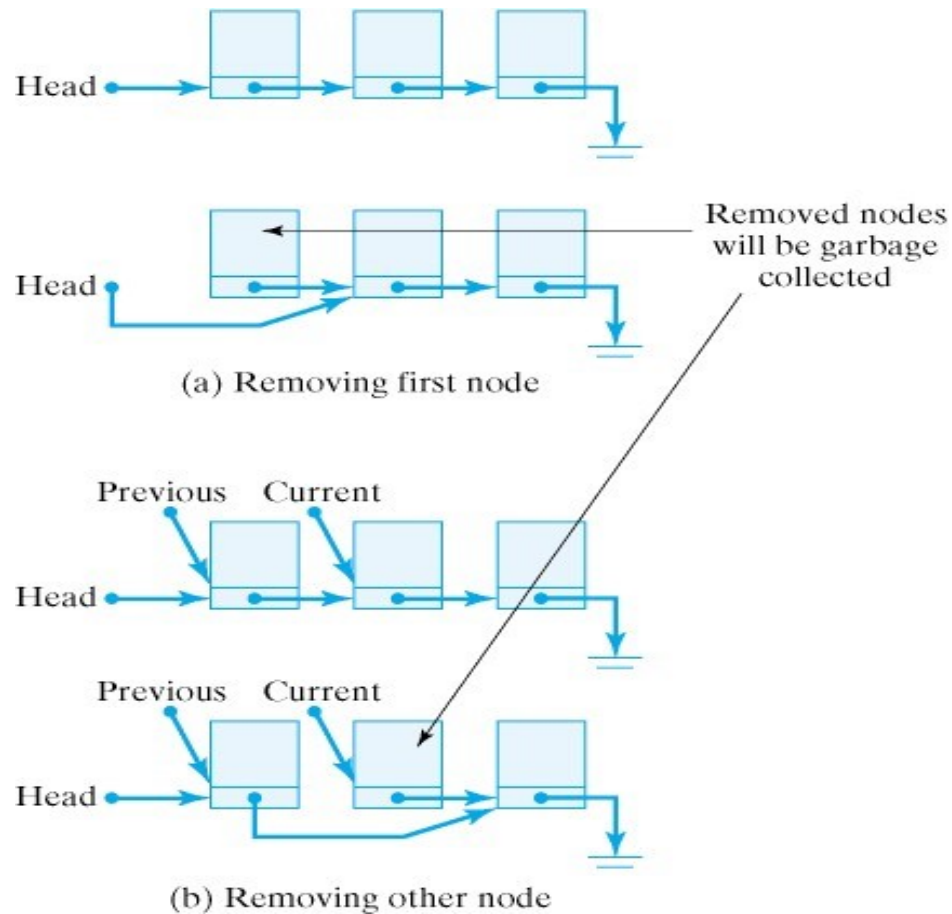 Head
Removed nodes
will be garbage
collected
Head
(a) Removing first node
Previous Current
Head
Previous Current
Head
(b) Removing other node